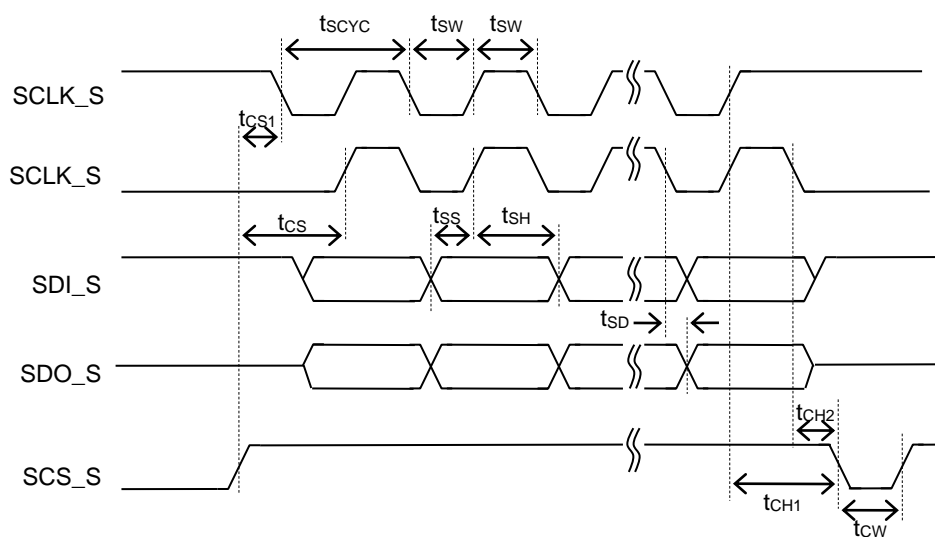 tSCYC tSW tSW
SCLK_S
tCS1
SCLK_S
tCS tSS tSH
SDI_S
tSD
SDO_S
tCH2
SCS_S
tCH1
tCW